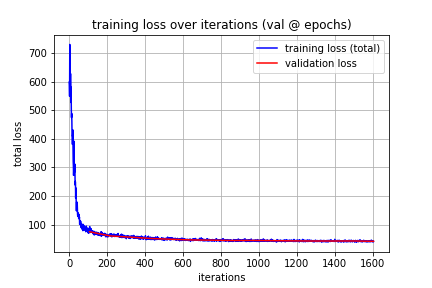 training loss over iterations (val @ epochs)
training loss (total)
validation loss
total loss
700
600
500
400
300
200
100
0 200 400 600 800 1000 1200 1400 1600
iterations